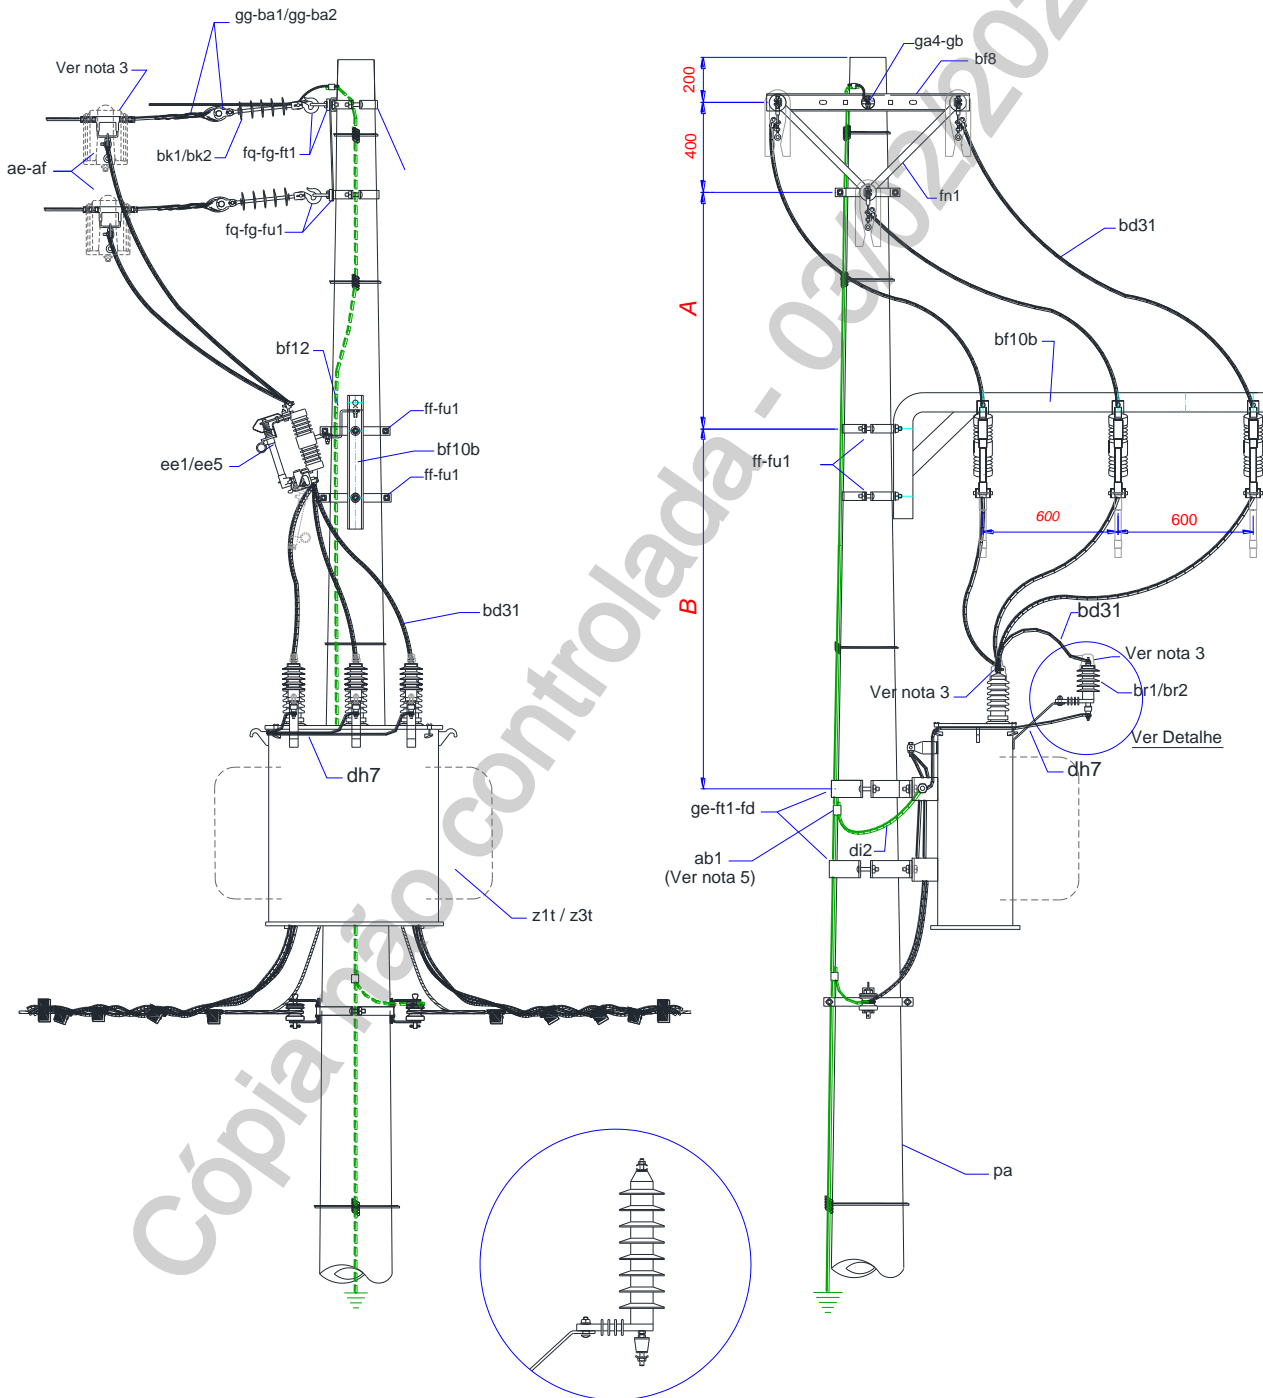 gg-ba1/gg-ba2
Ver nota 3
ae-af
bk1/bk2
fq-fg-ft1
fq-fg-fu1
bf12
ff-fu1
bf10b
ff-fu1
ee1/ee5
bd31
dh7
z1t / z3t
ga4-gb
bf8
200
400
fn1
bd31
A
bf10b
ff-fu1
600
600
B
bd31
Ver nota 3
Ver nota 3
br1/br2
Ver Detalhe
dh7
ge-ft1-fd
di2
ab1
(Ver nota 5)
pa
Cópia não controlada - 03/02/202